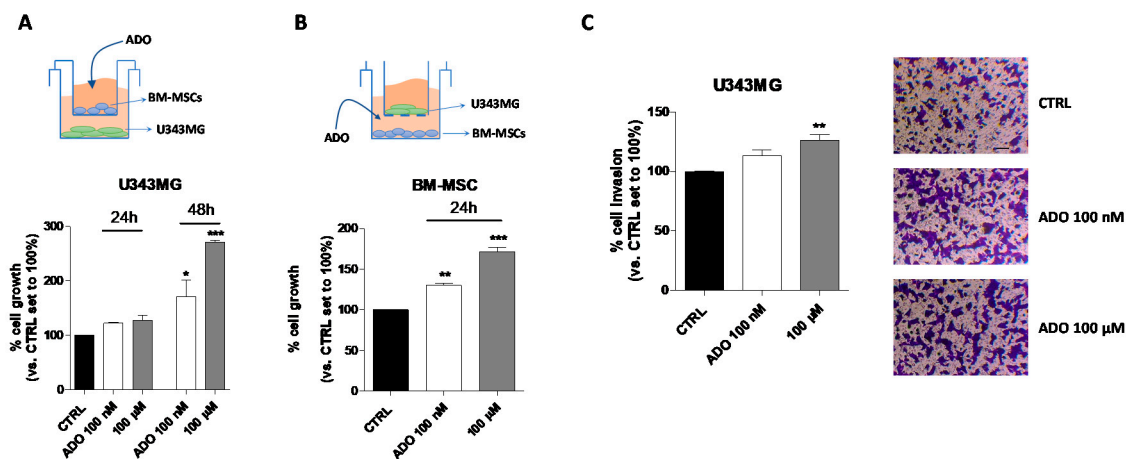 A
ADO
BM-MSCs
U343MG
U343MG
24h
48h
% cell growth
(vs. CTRL set to 100%)
300
200
100
0
*
***
CTRL
ADO 100 nM
100 µM
ADO 100 nM
100 µM
B
U343MG
ADO
BM-MSCs
BM-MSC
24h
% cell growth
(vs. CTRL set to 100%)
200
150
100
50
0
**
***
CTRL
ADO 100 nM
100 µM
C
U343MG
% cell invasion
(vs. CTRL set to 100%)
150
100
50
0
**
CTRL
ADO 100 nM
100 µM
CTRL
ADO 100 nM
ADO 100 µM